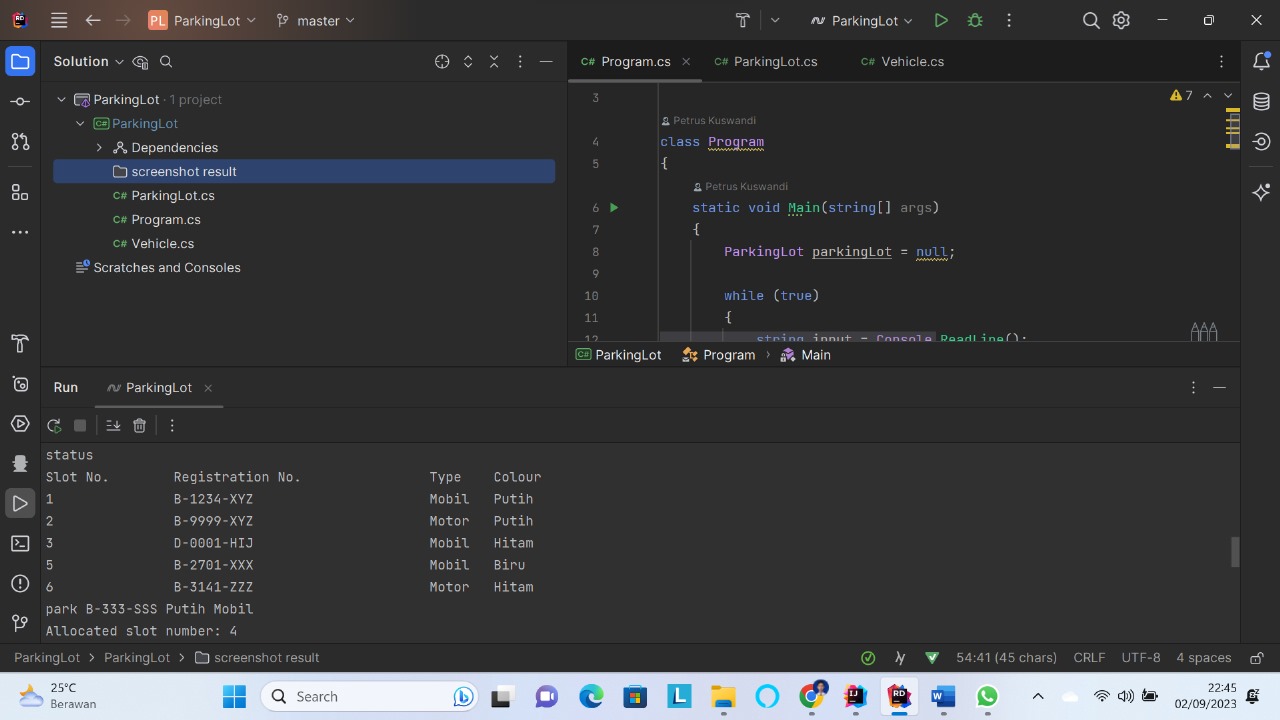 PL ParkingLot master ParkingLot
Solution
ParkingLot · 1 project
C# ParkingLot
Dependencies
screenshot result
C# ParkingLot.cs
C# Program.cs
C# Vehicle.cs
Scratches and Consoles
C# Program.cs C# ParkingLot.cs C# Vehicle.cs
7
3
Petrus Kuswandi
4 class Program
5 {
Petrus Kuswandi
6 static void Main(string[] args)
7 {
8 ParkingLot parkingLot = null;
9
10 while (true)
11 {
12 string input = Console.ReadLine();
C# ParkingLot Program › Main
Run ParkingLot
status
Slot No. Registration No. Type Colour
1 B-1234-XYZ Mobil Putih
2 B-9999-XYZ Motor Putih
3 D-0001-HIJ Mobil Hitam
5 B-2701-XXX Mobil Biru
6 B-3141-ZZZ Motor Hitam
park B-333-SSS Putih Mobil
Allocated slot number: 4
ParkingLot > ParkingLot > screenshot result 54:41 (45 chars) CRLF UTF-8 4 spaces
25°C
Berawan
Search
22:45
02/09/2023